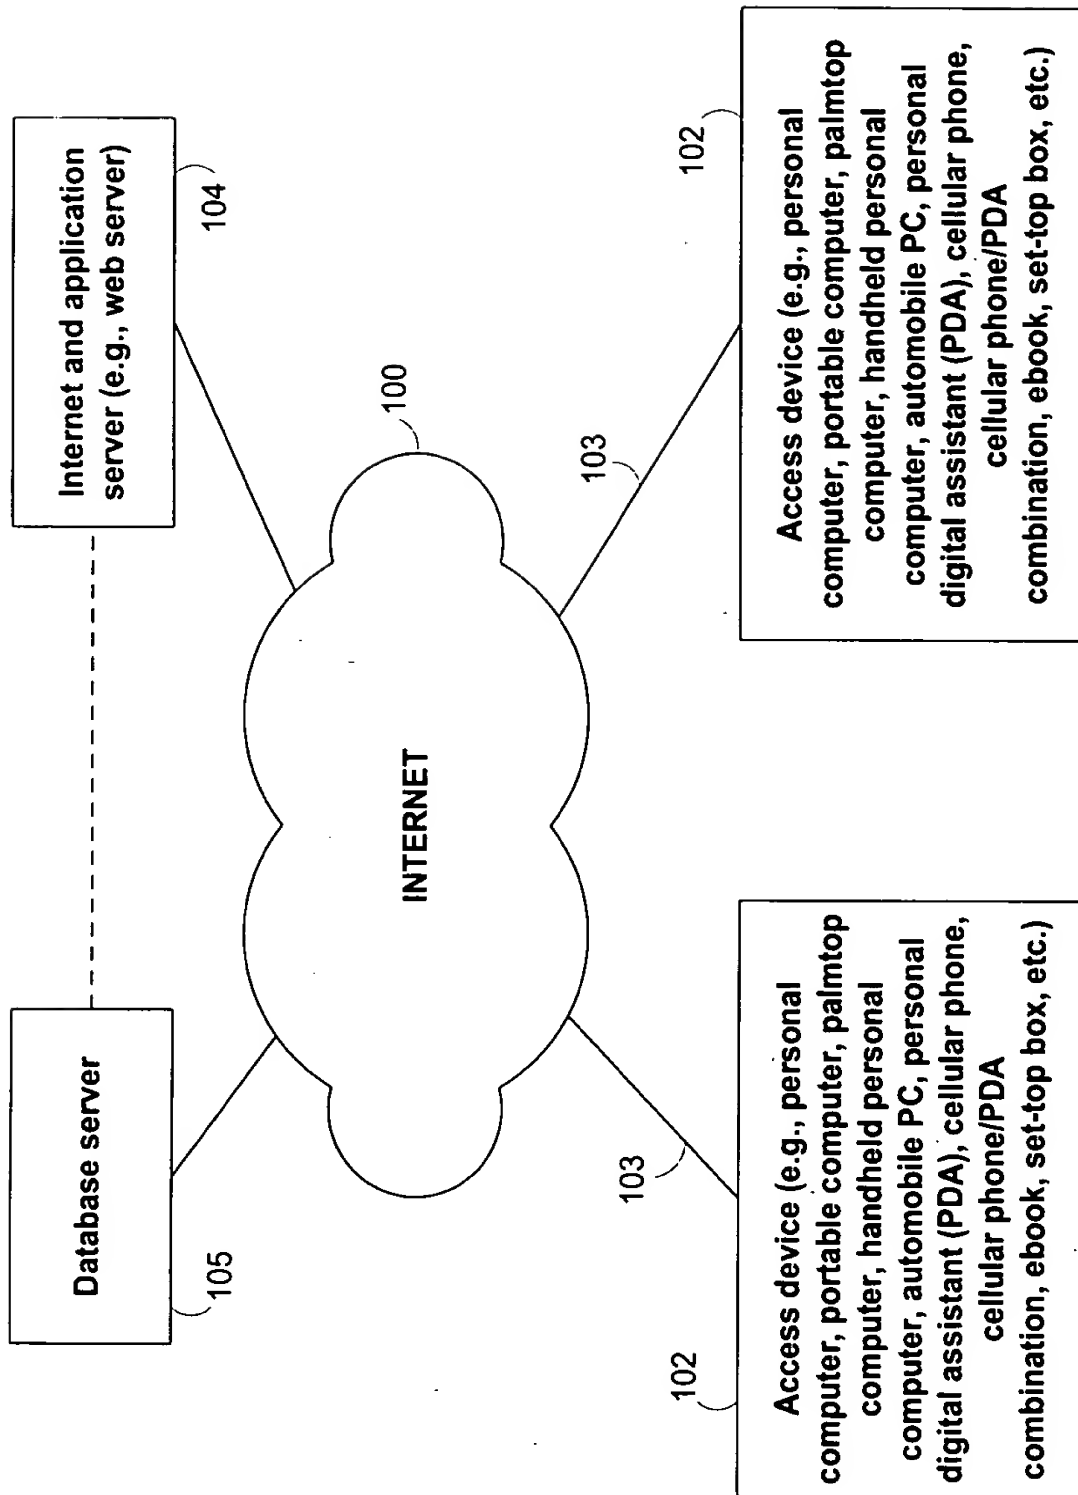 Database server
105
Internet and application
server (e.g., web server)
104
100
INTERNET
103
103
102
Access device (e.g., personal
computer, portable computer, palmtop
computer, handheld personal
computer, automobile PC, personal
digital assistant (PDA), cellular phone,
cellular phone/PDA
combination, ebook, set-top box, etc.)
102
Access device (e.g., personal
computer, portable computer, palmtop
computer, handheld personal
computer, automobile PC, personal
digital assistant (PDA), cellular phone,
cellular phone/PDA
combination, ebook, set-top box, etc.)